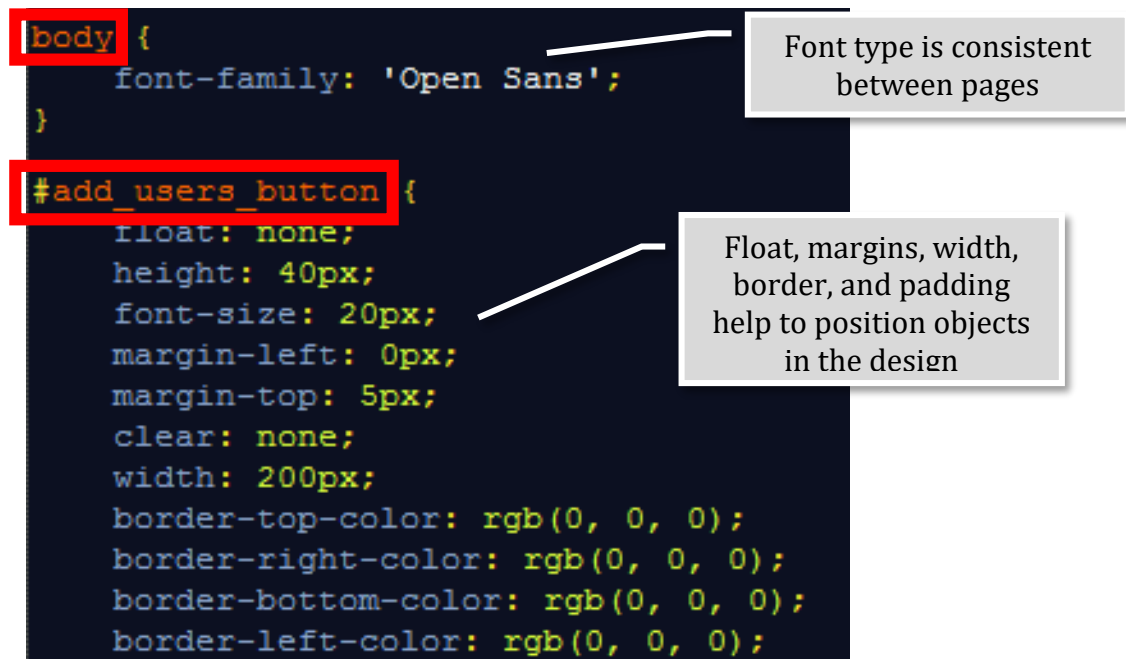 body {
font-family: 'Open Sans';
}
#add_users_button {
float: none;
height: 40px;
font-size: 20px;
margin-left: 0px;
margin-top: 5px;
clear: none;
width: 200px;
border-top-color: rgb(0, 0, 0);
border-right-color: rgb(0, 0, 0);
border-bottom-color: rgb(0, 0, 0);
border-left-color: rgb(0, 0, 0);
Font type is consistent
between pages
Float, margins, width,
border, and padding
help to position objects
in the design